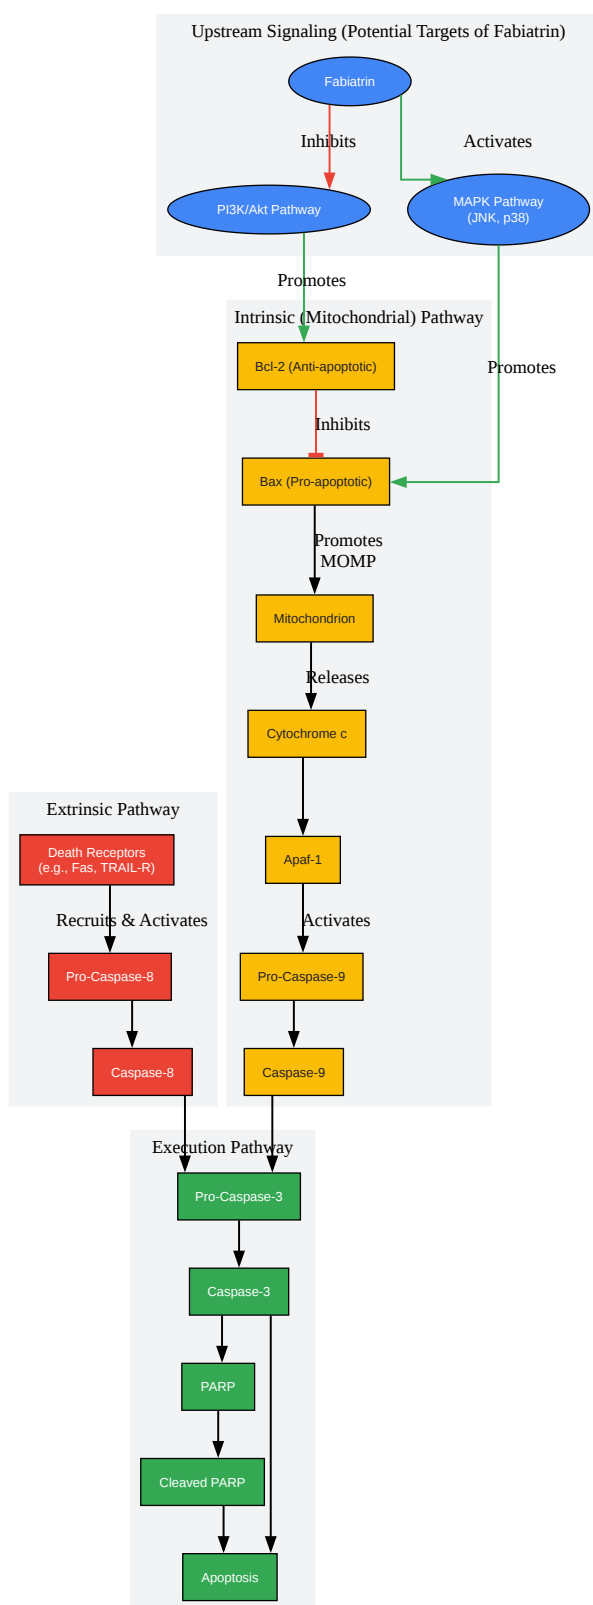 Upstream Signaling (Potential Targets of Fabiatrin)
Fabiatrin
Inhibits
Activates
PI3K/Akt Pathway
MAPK Pathway
(JNK, p38)
Promotes
Intrinsic (Mitochondrial) Pathway
Bcl-2 (Anti-apoptotic)
Promotes
Inhibits
Bax (Pro-apoptotic)
Promotes
MOMP
Mitochondrion
Releases
Cytochrome c
Extrinsic Pathway
Death Receptors
(e.g., Fas, TRAIL-R)
Apaf-1
Recruits & Activates
Activates
Pro-Caspase-8
Pro-Caspase-9
Caspase-8
Caspase-9
Execution Pathway
Pro-Caspase-3
Caspase-3
PARP
Cleaved PARP
Apoptosis